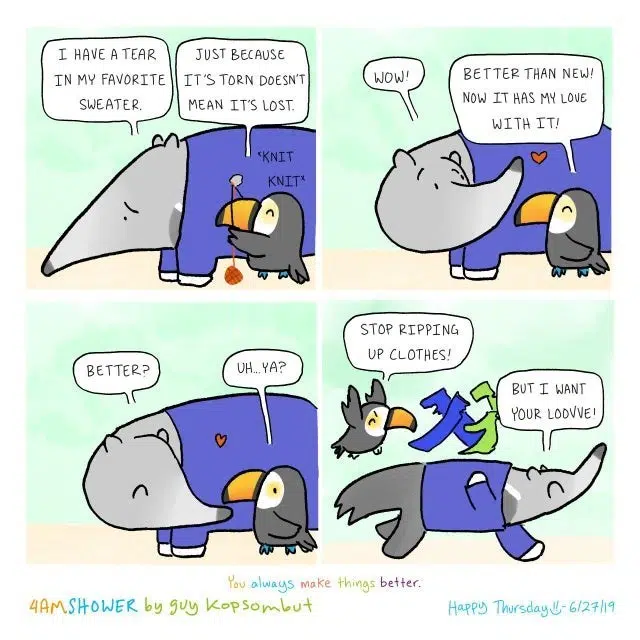 I HAVE A TEAR
IN MY FAVORITE
SWEATER.
JUST BECAUSE
IT'S TORN DOESN'T
MEAN IT'S LOST.
*KNIT
KNIT*
WOW!
BETTER THAN NEW!
NOW IT HAS MY LOVE
WITH IT!
BETTER?
UH...YA?
STOP RIPPING
UP CLOTHES!
BUT I WANT
YOUR LOOVVE!
You always make things better.
4AMSHOWER by guy kopsombut
Happy Thursday!! - 6/27/19